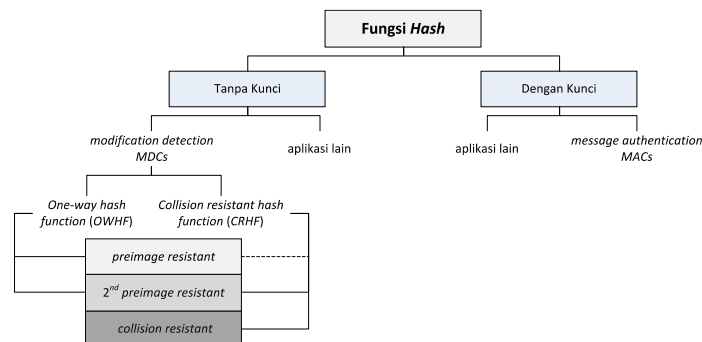 Fungsi Hash
Tanpa Kunci
Dengan Kunci
modification detection
MDCs
aplikasi lain
aplikasi lain
message authentication
MACs
One-way hash
function (OWHF)
Collision resistant hash
function (CRHF)
preimage resistant
2nd preimage resistant
collision resistant